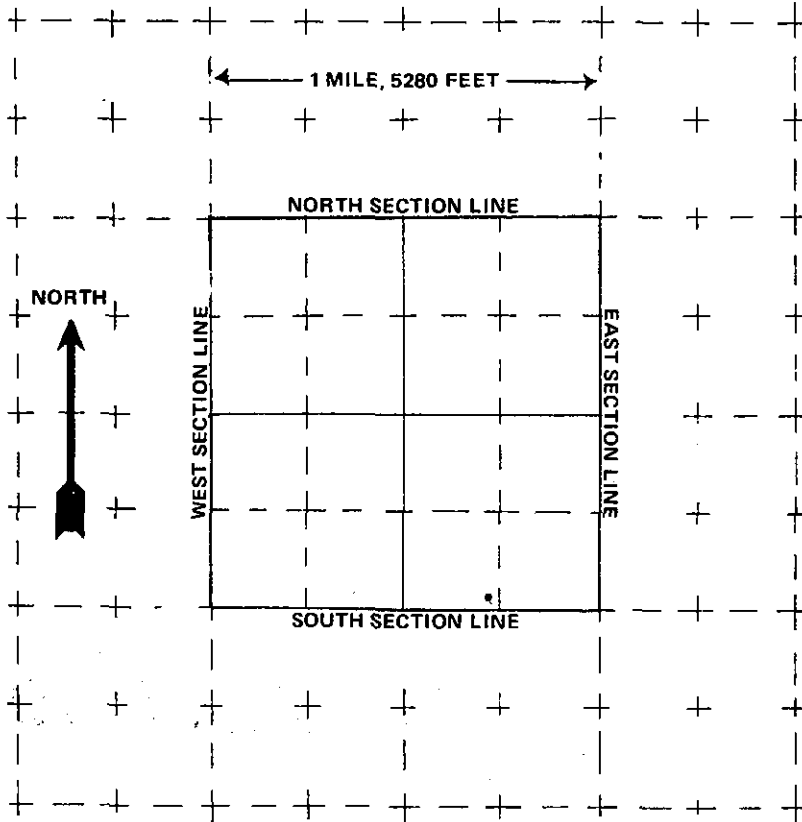 1 MILE, 5280 FEET
NORTH SECTION LINE
NORTH
WEST SECTION LINE
EAST SECTION LINE
SOUTH SECTION LINE